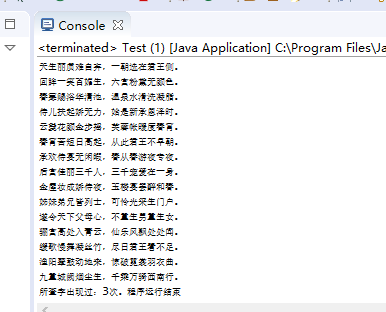 Console
<terminated> Test (1) [Java Application] C:\Program Files\Ja
天生丽质难自弃，一朝选在君王侧。
回眸一笑百媚生，六宫粉黛无颜色。
春寒赐浴华清池，温泉水滑洗凝脂。
侍儿扶起娇无力，始是新承恩泽时。
云鬓花颜金步摇，芙蓉帐暖度春宵。
春宵苦短日高起，从此君王不早朝。
承欢侍宴无闲暇，春从春游夜专夜。
后宫佳丽三千人，三千宠爱在一身。
金屋妆成娇侍夜，玉楼宴罢醉和春。
姊妹弟兄皆列土，可怜光采生门户。
遂令天下父母心，不重生男重生女。
骊宫高处入青云，仙乐风飘处处闻。
缓歌慢舞凝丝竹，尽日君王看不足。
渔阳鼙鼓动地来，惊破霓裳羽衣曲。
九重城阙烟尘生，千乘万骑西南行。
所查字出现过：3次。程序运行结束